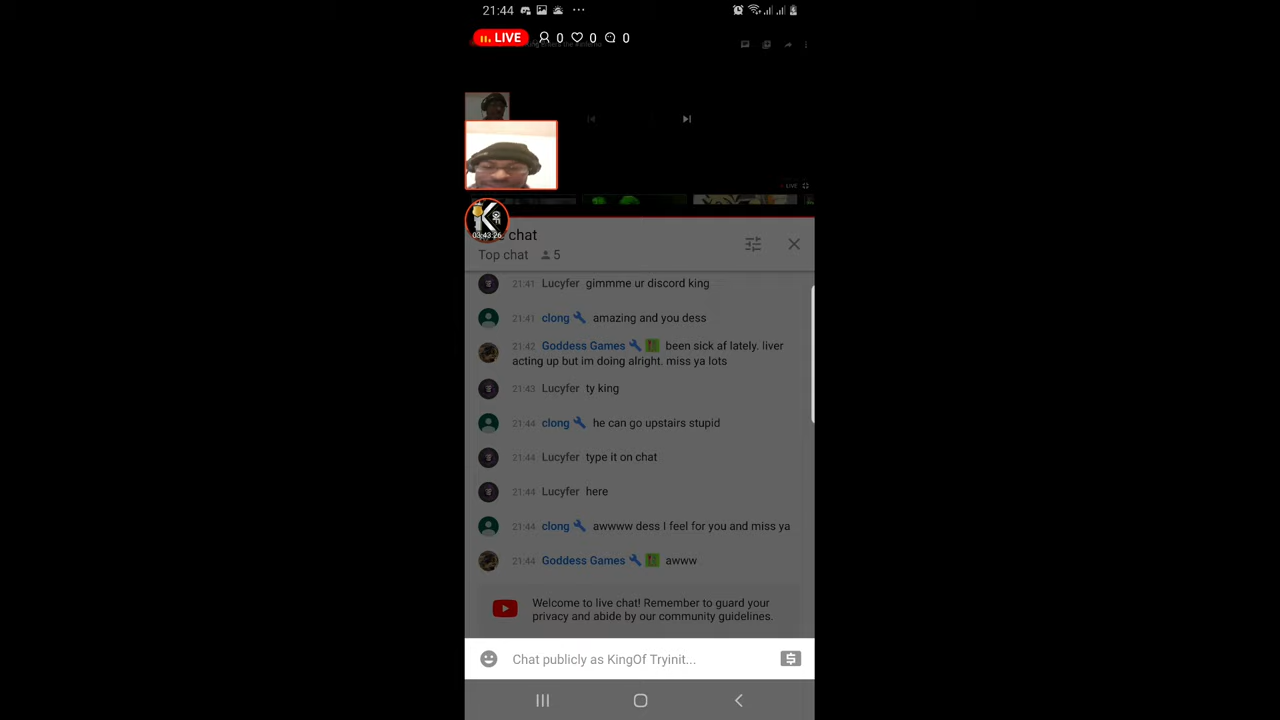 21:44
LIVE 0 0 0
LIVE
K
03:43:26
chat
Top chat 5
21:41 Lucyfer gimmme ur discord king
21:41 clong amazing and you dess
21:42 Goddess Games been sick af lately. liver
acting up but im doing alright. miss ya lots
21:43 Lucyfer ty king
21:44 clong he can go upstairs stupid
21:44 Lucyfer type it on chat
21:44 Lucyfer here
21:44 clong awwww dess I feel for you and miss ya
21:44 Goddess Games awww
Welcome to live chat! Remember to guard your
privacy and abide by our community guidelines.
Chat publicly as KingOf Tryinit...